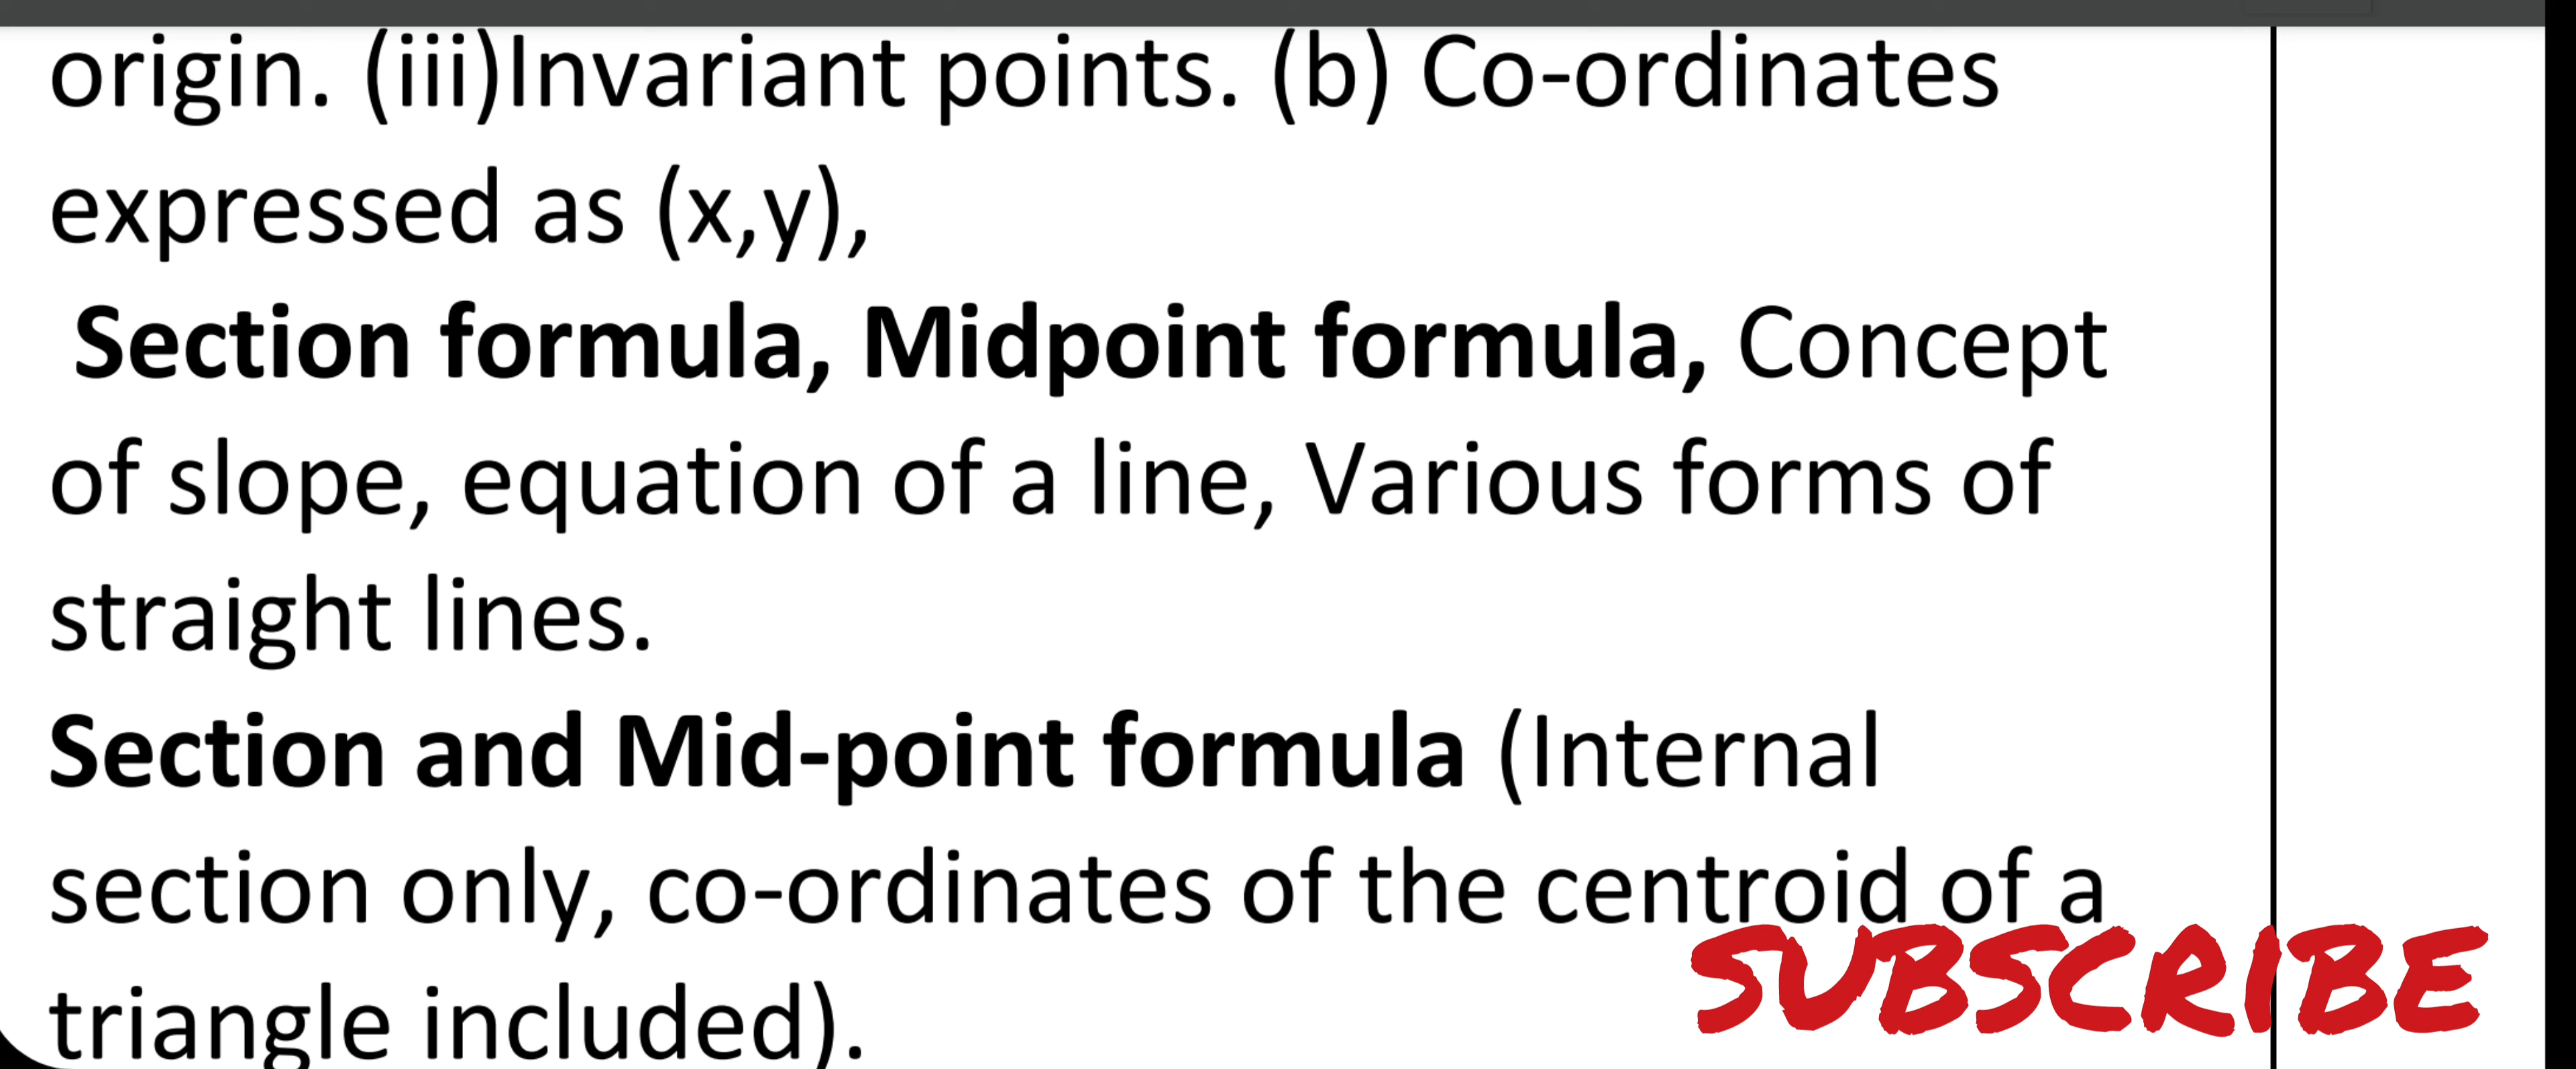 origin. (iii)Invariant points. (b) Co-ordinates
expressed as (x,y),
Section formula, Midpoint formula, Concept
of slope, equation of a line, Various forms of
straight lines.
Section and Mid-point formula (Internal
section only, co-ordinates of the centroid of a
triangle included).
SUBSCRIBE